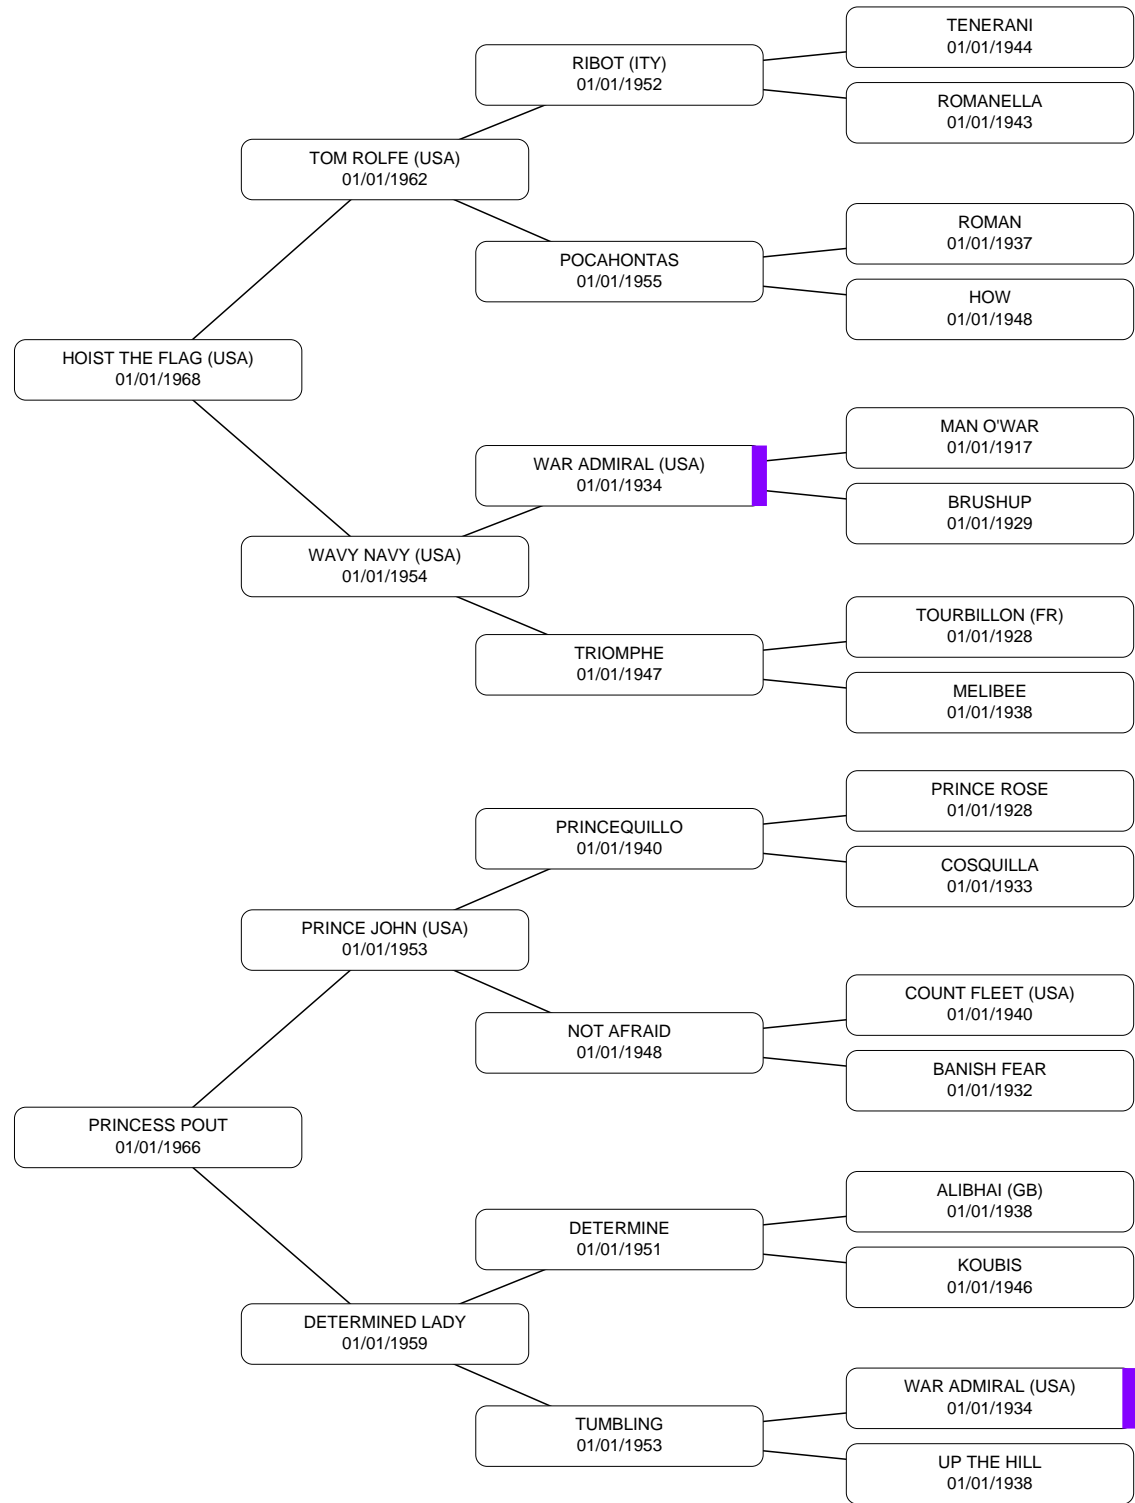 TENERANI
01/01/1944
RIBOT (ITY)
01/01/1952
ROMANELLA
01/01/1943
TOM ROLFE (USA)
01/01/1962
ROMAN
01/01/1937
POCAHONTAS
01/01/1955
HOW
01/01/1948
HOIST THE FLAG (USA)
01/01/1968
MAN O'WAR
01/01/1917
WAR ADMIRAL (USA)
01/01/1934
BRUSHUP
01/01/1929
WAVY NAVY (USA)
01/01/1954
TOURBILLON (FR)
01/01/1928
TRIOMPHE
01/01/1947
MELIBEE
01/01/1938
PRINCE ROSE
01/01/1928
PRINCEQUILLO
01/01/1940
COSQUILLA
01/01/1933
PRINCE JOHN (USA)
01/01/1953
COUNT FLEET (USA)
01/01/1940
NOT AFRAID
01/01/1948
BANISH FEAR
01/01/1932
PRINCESS POUT
01/01/1966
ALIBHAI (GB)
01/01/1938
DETERMINE
01/01/1951
KOUBIS
01/01/1946
DETERMINED LADY
01/01/1959
WAR ADMIRAL (USA)
01/01/1934
TUMBLING
01/01/1953
UP THE HILL
01/01/1938